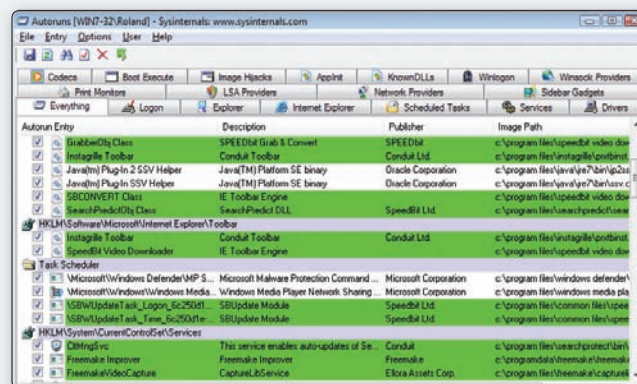 Autoruns [WIN7-32\Roland] - Sysinternals: www.sysinternals.com
File Entry Options User Help
Codecs Boot Execute Image Hijacks AppInit KnownDLLs Winlogon Winsock Providers
Print Monitors LSA Providers Network Providers Sidebar Gadgets
Everything Logon Explorer Internet Explorer Scheduled Tasks Services Drivers
Autorun Entry Description Publisher Image Path
GrabberObj Class SPEEDbit Grab & Convert SPEEDbit c:\program files\speedbit video dow
Instagrille Toolbar Conduit Toolbar Conduit Ltd. c:\program files\instagrille\prxtbinst.
Java(tm) Plug-In 2 SSV Helper Java(TM) Platform SE binary Oracle Corporation c:\program files\java\jre7\bin\jp2ss
Java(tm) Plug-In SSV Helper Java(TM) Platform SE binary Oracle Corporation c:\program files\java\jre7\bin\ssv.c
SBCONVERT Class IE Toolbar Engine c:\program files\speedbit video dow
SearchPredictObj Class SearchPredict DLL SpeedBit Ltd. c:\program files\searchpredict\sear
HKLM\Software\Microsoft\Internet Explorer\Toolbar
Instagrille Toolbar Conduit Toolbar Conduit Ltd. c:\program files\instagrille\prxtbinst.
SpeedBit Video Downloader IE Toolbar Engine c:\program files\speedbit video dow
Task Scheduler
\Microsoft\Windows Defender\MP S... Microsoft Malware Protection Command ... Microsoft Corporation c:\program files\windows defender\
\Microsoft\Windows\Windows Media... Windows Media Player Network Sharing ... Microsoft Corporation c:\program files\windows media pla
\SBWUpdateTask_Logon_6c250d1... SBUpdate Module Speedbit Ltd. c:\program files\common files\spee
\SBWUpdateTask_Time_6c250d1e-... SBUpdate Module Speedbit Ltd. c:\program files\common files\spee
HKLM\System\CurrentControlSet\Services
CltMngSvc This service enables auto-updates of Se... Conduit c:\program files\searchprotect\bin\
Freemake Improver Freemake Improver Freemake c:\programdata\freemake\freemak
FreemakeVideoCapture CaptureLibService Ellora Assets Corp. c:\program files\freemake\captureli